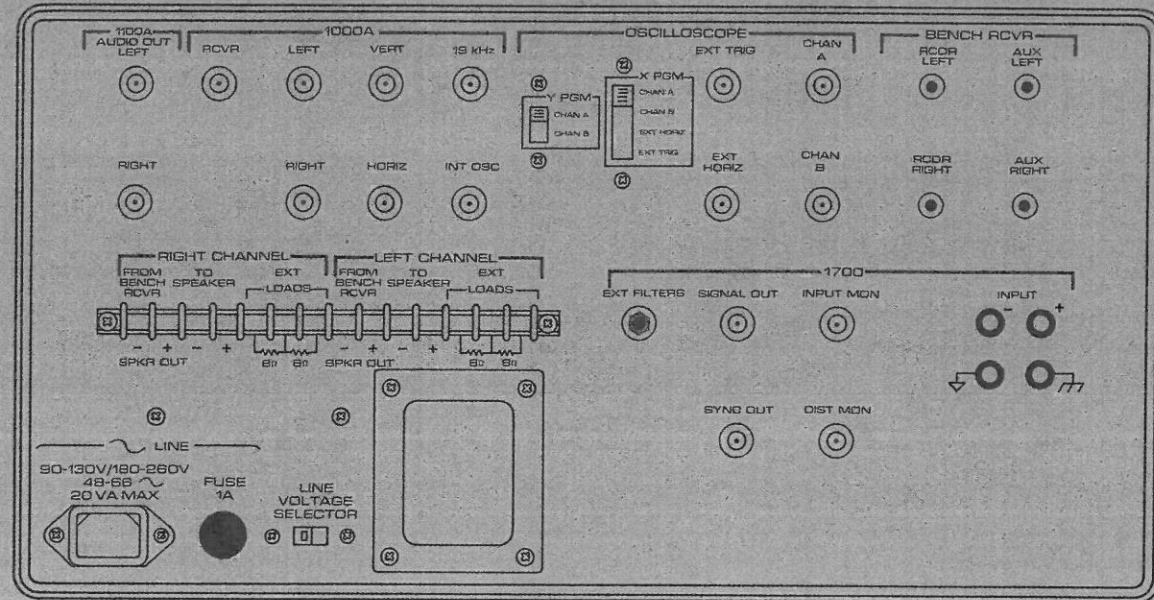 1100A
AUDIO OUT
LEFT
1000A
RCVR
LEFT
VERT
19 KHz
OSCILLOSCOPE
EXT TRIG
CHAN
A
BENCH RCVR
RCDR
LEFT
AUX
LEFT
Y PGM
CHAN A
CHAN B
X PGM
CHAN A
CHAN B
EXT HORIZ
EXT TRIG
RIGHT
RIGHT
HORIZ
INT OSC
EXT
HORIZ
CHAN
B
RCDR
RIGHT
AUX
RIGHT
RIGHT CHANNEL
FROM
BENCH
RCVR
TO
SPEAKER
EXT
LOADS
LEFT CHANNEL
FROM
BENCH
RCVR
TO
SPEAKER
EXT
LOADS
- + - + 8Ω 8Ω
SPKR OUT
- + - + 8Ω 8Ω
SPKR OUT
1700
EXT FILTERS
SIGNAL OUT
INPUT MON
INPUT
- +
SYNC OUT
DIST MON
~ LINE
90-130V/180-260V
48-66 ~
20 VA MAX
FUSE
1A
LINE
VOLTAGE
SELECTOR